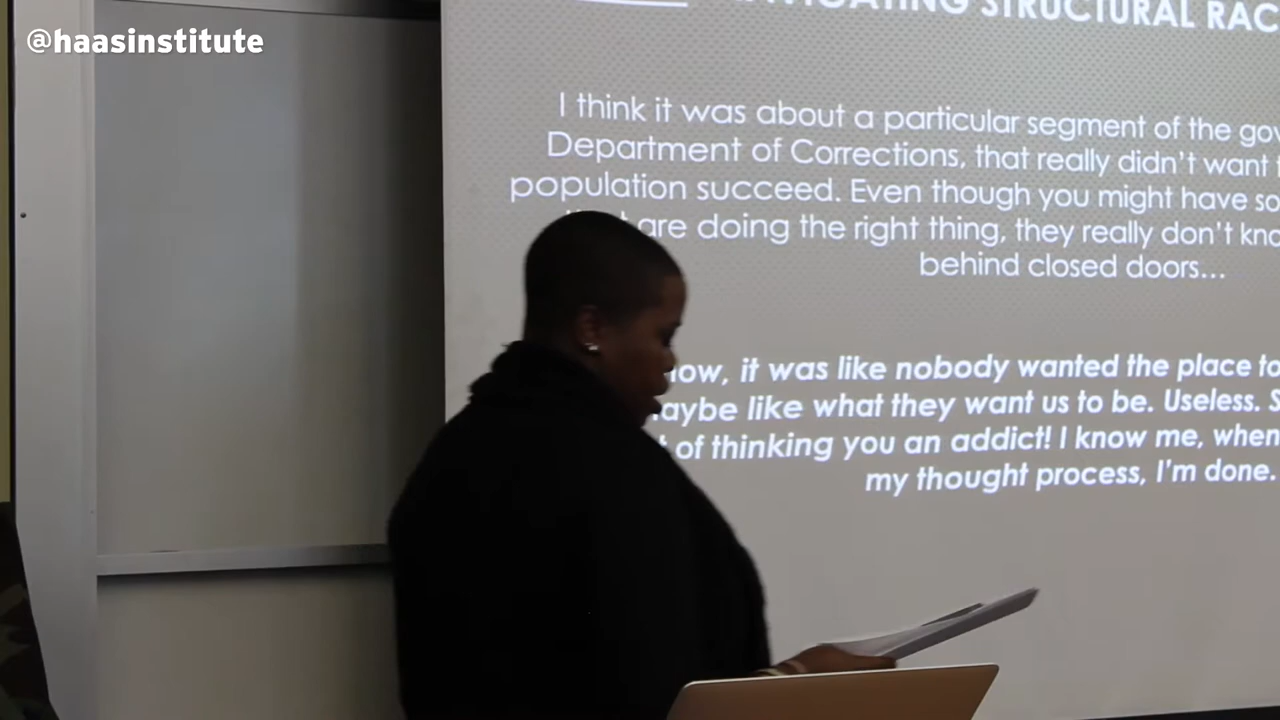 @haasinstitute
STRUCTURAL RAC
I think it was about a particular segment of the gov
Department of Corrections, that really didn't want
population succeed. Even though you might have so
are doing the right thing, they really don't kno
behind closed doors...
it was like nobody wanted the place to
like what they want us to be. Useless. S
of thinking you an addict! I know me, when
my thought process, I'm done.